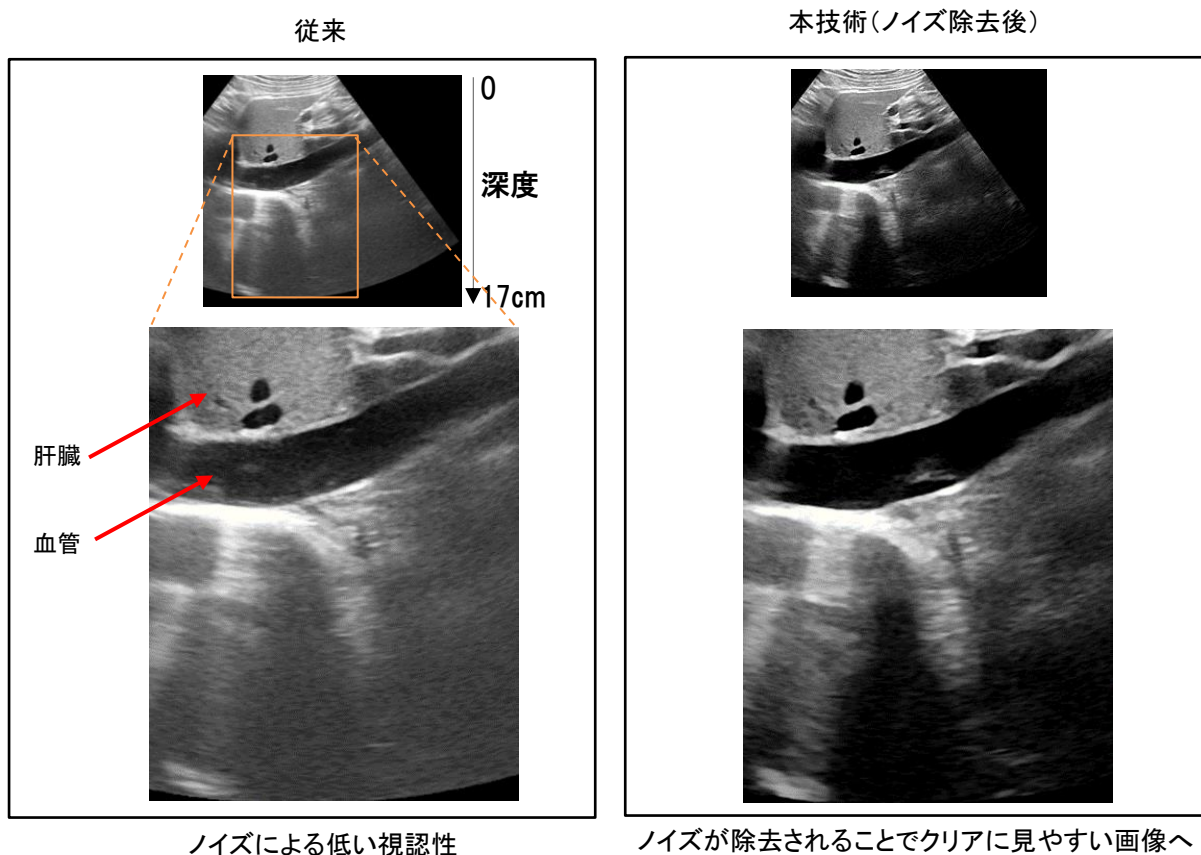 従来
本技術(ノイズ除去後)
0
深度
17cm
肝臓
血管
ノイズによる低い視認性
ノイズが除去されることでクリアに見やすい画像へ